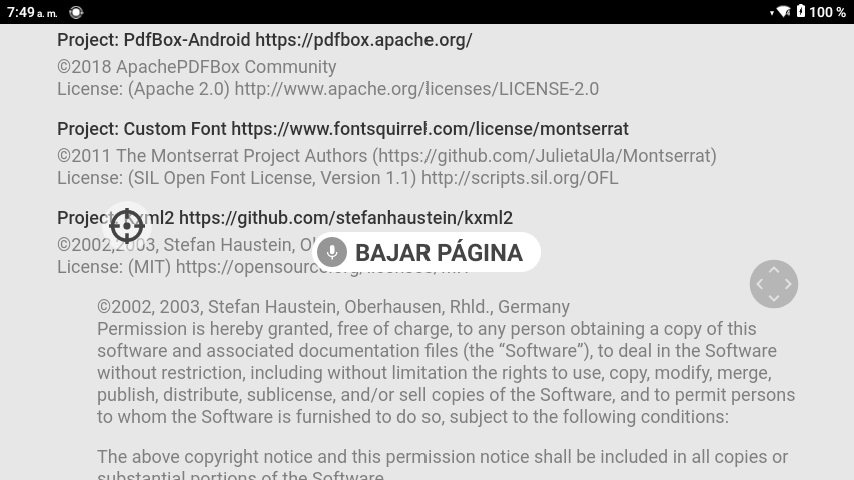 7:49 a. m.
100 %
Project: PdfBox-Android https://pdfbox.apache.org/
©2018 ApachePDFBox Community
License: (Apache 2.0) http://www.apache.org/licenses/LICENSE-2.0
Project: Custom Font https://www.fontsquirrel.com/license/montserrat
©2011 The Montserrat Project Authors (https://github.com/JulietaUla/Montserrat)
License: (SIL Open Font License, Version 1.1) http://scripts.sil.org/OFL
Project: Kxml2 https://github.com/stefanhaustein/kxml2
©2002,2003, Stefan Haustein,
BAJAR PÁGINA
License: (MIT) https://opensource.org/licenses/MIT
©2002, 2003, Stefan Haustein, Oberhausen, Rhld., Germany
Permission is hereby granted, free of charge, to any person obtaining a copy of this
software and associated documentation files (the “Software”), to deal in the Software
without restriction, including without limitation the rights to use, copy, modify, merge,
publish, distribute, sublicense, and/or sell copies of the Software, and to permit persons
to whom the Software is furnished to do so, subject to the following conditions:
The above copyright notice and this permission notice shall be included in all copies or
substantial portions of the Software.